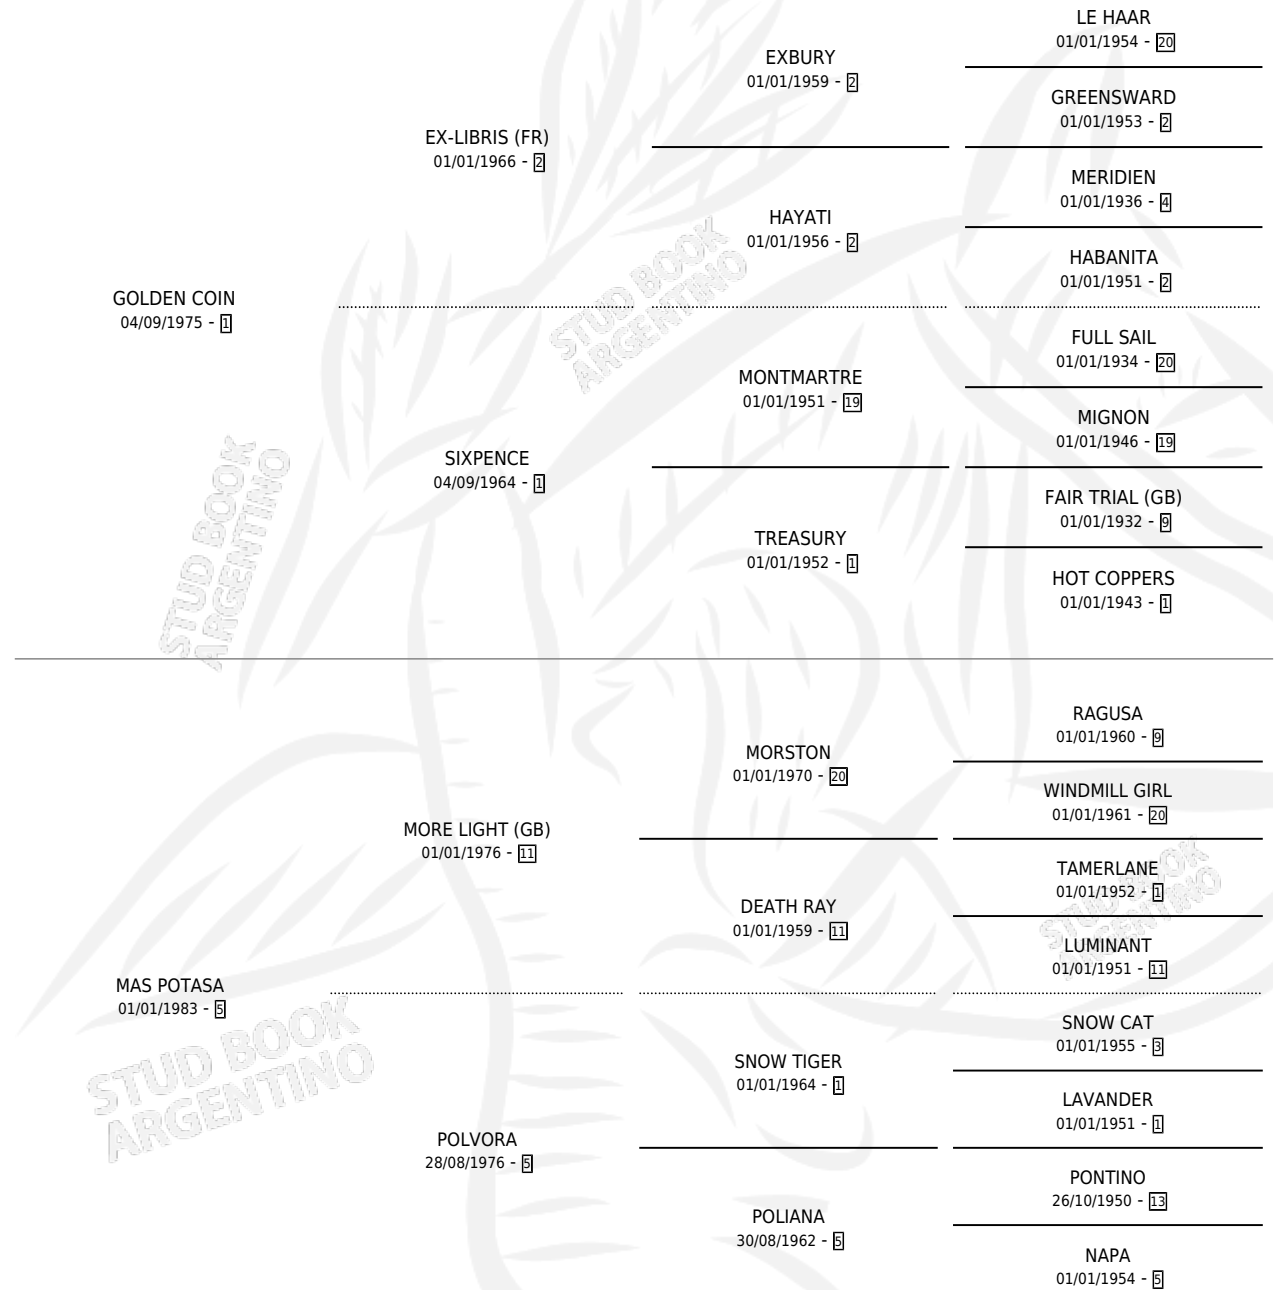 LE HAAR
01/01/1954 - 20
EXBURY
01/01/1959 - 2
GREENSWARD
01/01/1953 - 2
EX-LIBRIS (FR)
01/01/1966 - 2
MERIDIEN
01/01/1936 - 4
HAYATI
01/01/1956 - 2
HABANITA
01/01/1951 - 2
GOLDEN COIN
04/09/1975 - 1
FULL SAIL
01/01/1934 - 20
MONTMARTRE
01/01/1951 - 19
MIGNON
01/01/1946 - 19
SIXPENCE
04/09/1964 - 1
FAIR TRIAL (GB)
01/01/1932 - 9
TREASURY
01/01/1952 - 1
HOT COPPERS
01/01/1943 - 1
STUD BOOK
ARGENTINO
STUD BOOK
ARGENTINO
RAGUSA
01/01/1960 - 9
MORSTON
01/01/1970 - 20
WINDMILL GIRL
01/01/1961 - 20
MORE LIGHT (GB)
01/01/1976 - 11
TAMERLANE
01/01/1952 - 1
DEATH RAY
01/01/1959 - 11
LUMINANT
01/01/1951 - 11
MAS POTASA
01/01/1983 - 5
SNOW CAT
01/01/1955 - 3
SNOW TIGER
01/01/1964 - 1
LAVANDER
01/01/1951 - 1
POLVORA
28/08/1976 - 5
PONTINO
26/10/1950 - 13
POLIANA
30/08/1962 - 5
NAPA
01/01/1954 - 5
STUD BOOK
ARGENTINO
STUD BOOK
ARGENTINO